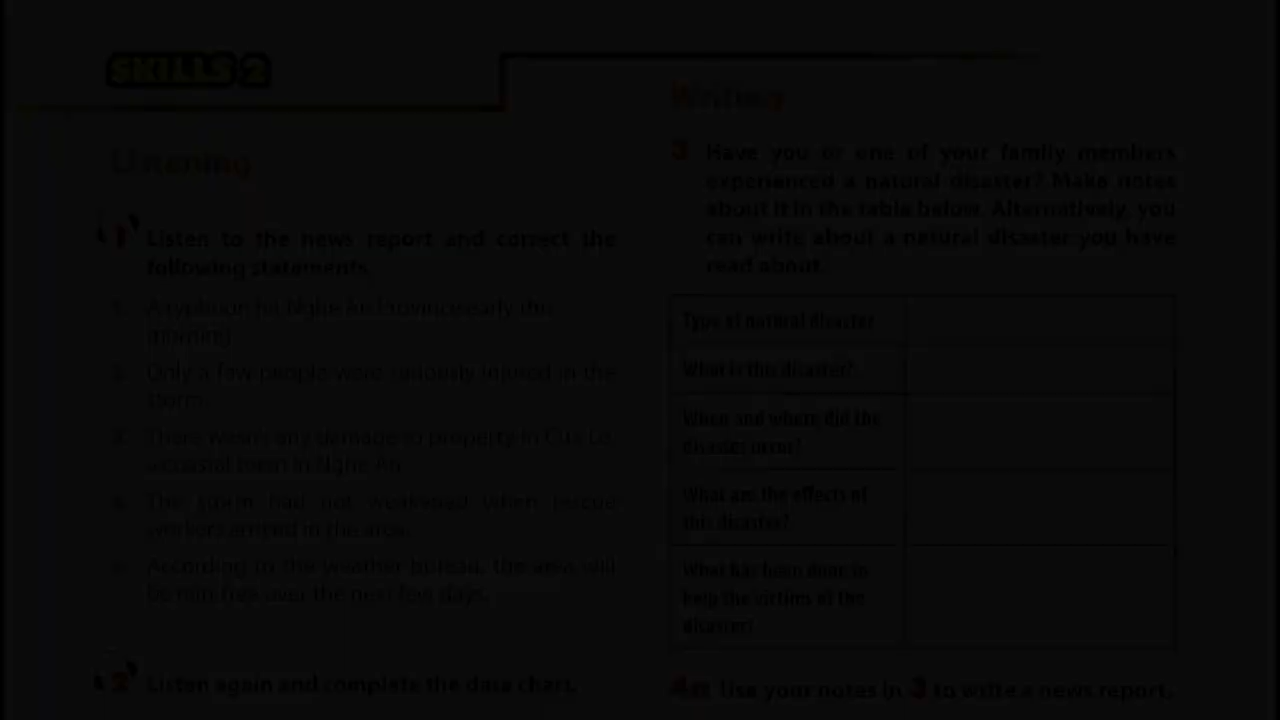 SKILLS 2
Listening
1 Listen to the news report and correct the
following statements.
1. A typhoon hit Nghe An Province early this
morning.
2. Only a few people were seriously injured in the
storm.
3. There wasn't any damage to property in Cua Lo,
a coastal town in Nghe An.
4. The storm had not weakened when rescue
workers arrived in the area.
5. According to the weather bureau, the area will
be rain-free over the next few days.
2 Listen again and complete the data chart.
Writing
3 Have you or one of your family members
experienced a natural disaster? Make notes
about it in the table below. Alternatively, you
can write about a natural disaster you have
read about.
Type of natural disaster
What is this disaster?
When and where did the
disaster occur?
What are the effects of
this disaster?
What has been done to
help the victims of the
disaster?
4a Use your notes in 3 to write a news report.